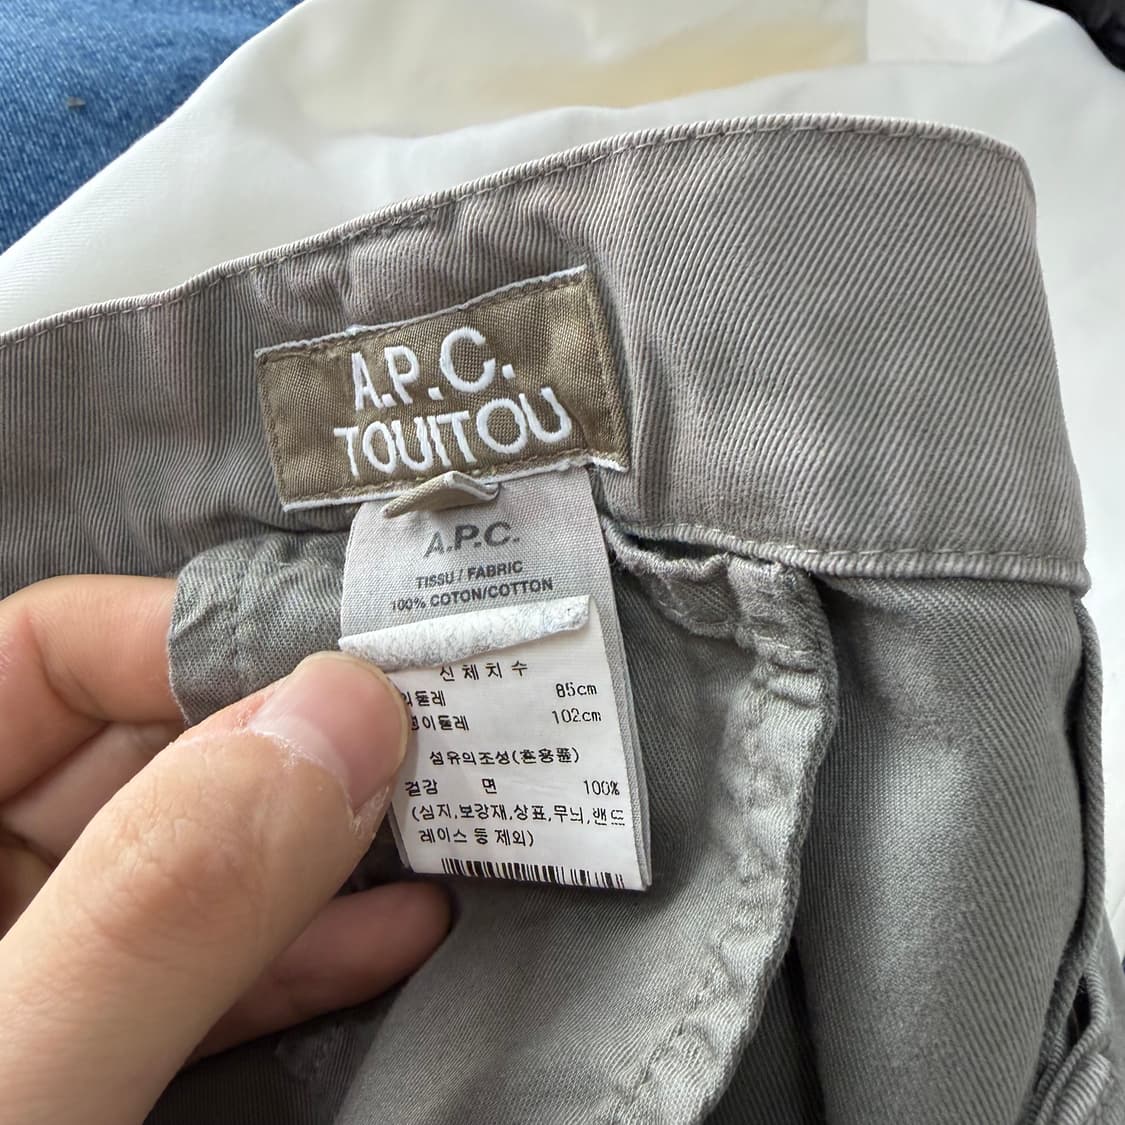 A.P.C.
TOUITOU
A.P.C.
TISSU / FABRIC
100% COTON/COTTON
신체치수
85cm
102cm
섬유의조성(혼용률)
겉감 면 100%
(심지,보강재,상표,무늬,밴드
레이스 등 제외)